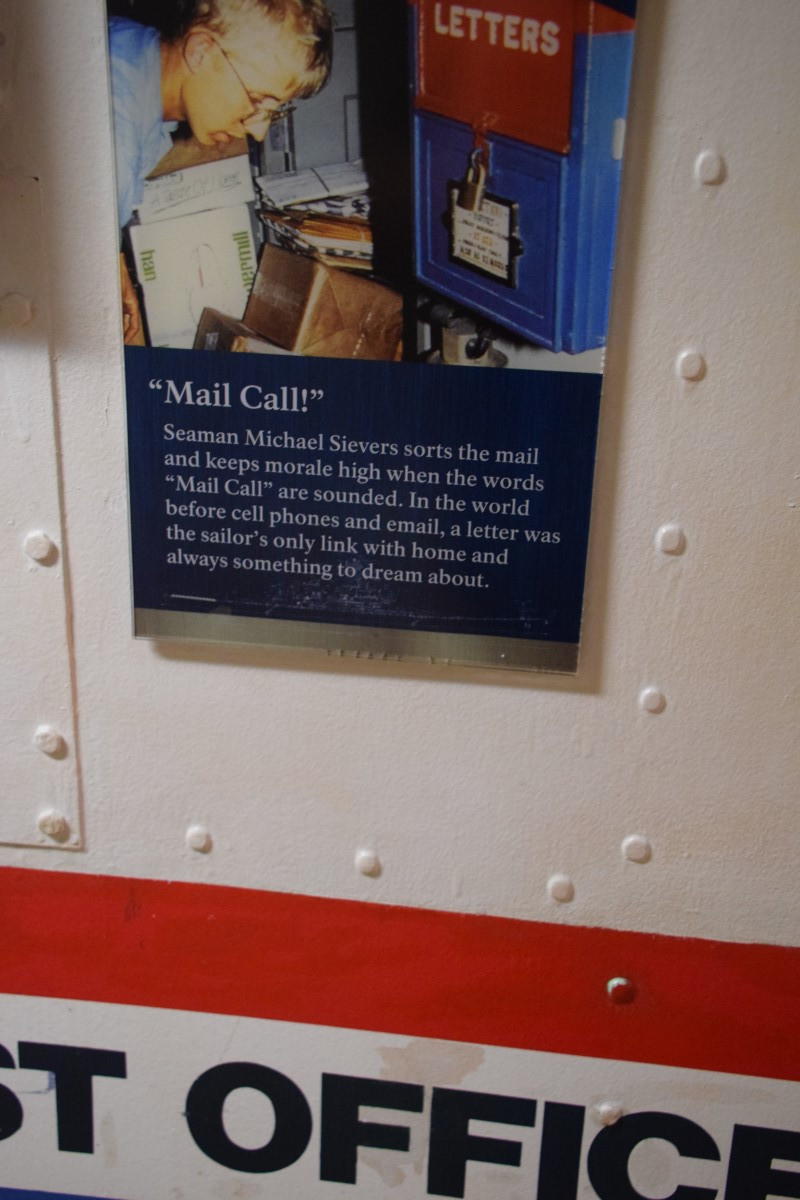 LETTERS
“Mail Call!”
Seaman Michael Sievers sorts the mail
and keeps morale high when the words
“Mail Call” are sounded. In the world
before cell phones and email, a letter was
the sailor’s only link with home and
always something to dream about.
ST OFFICE